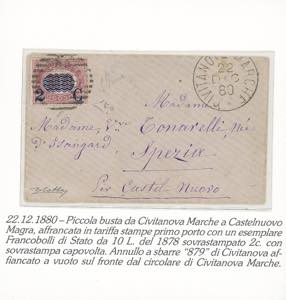 2 C
CIVITANOVA MARCHE
22
DIC
80
Madame
Madame Vve Tonarelli, née
d'Isongard
Spezia
Per Castel Nuovo
22.12.1880 – Piccola busta da Civitanova Marche a Castelnuovo
Magra, affrancata in tariffa stampe primo porto con un esemplare
Francobolli di Stato da 10 L. del 1878 sovrastampato 2c. con
sovrastampa capovolta. Annullo a sbarre “879” di Civitanova af-
fiancato a vuoto sul fronte dal circolare di Civitanova Marche.